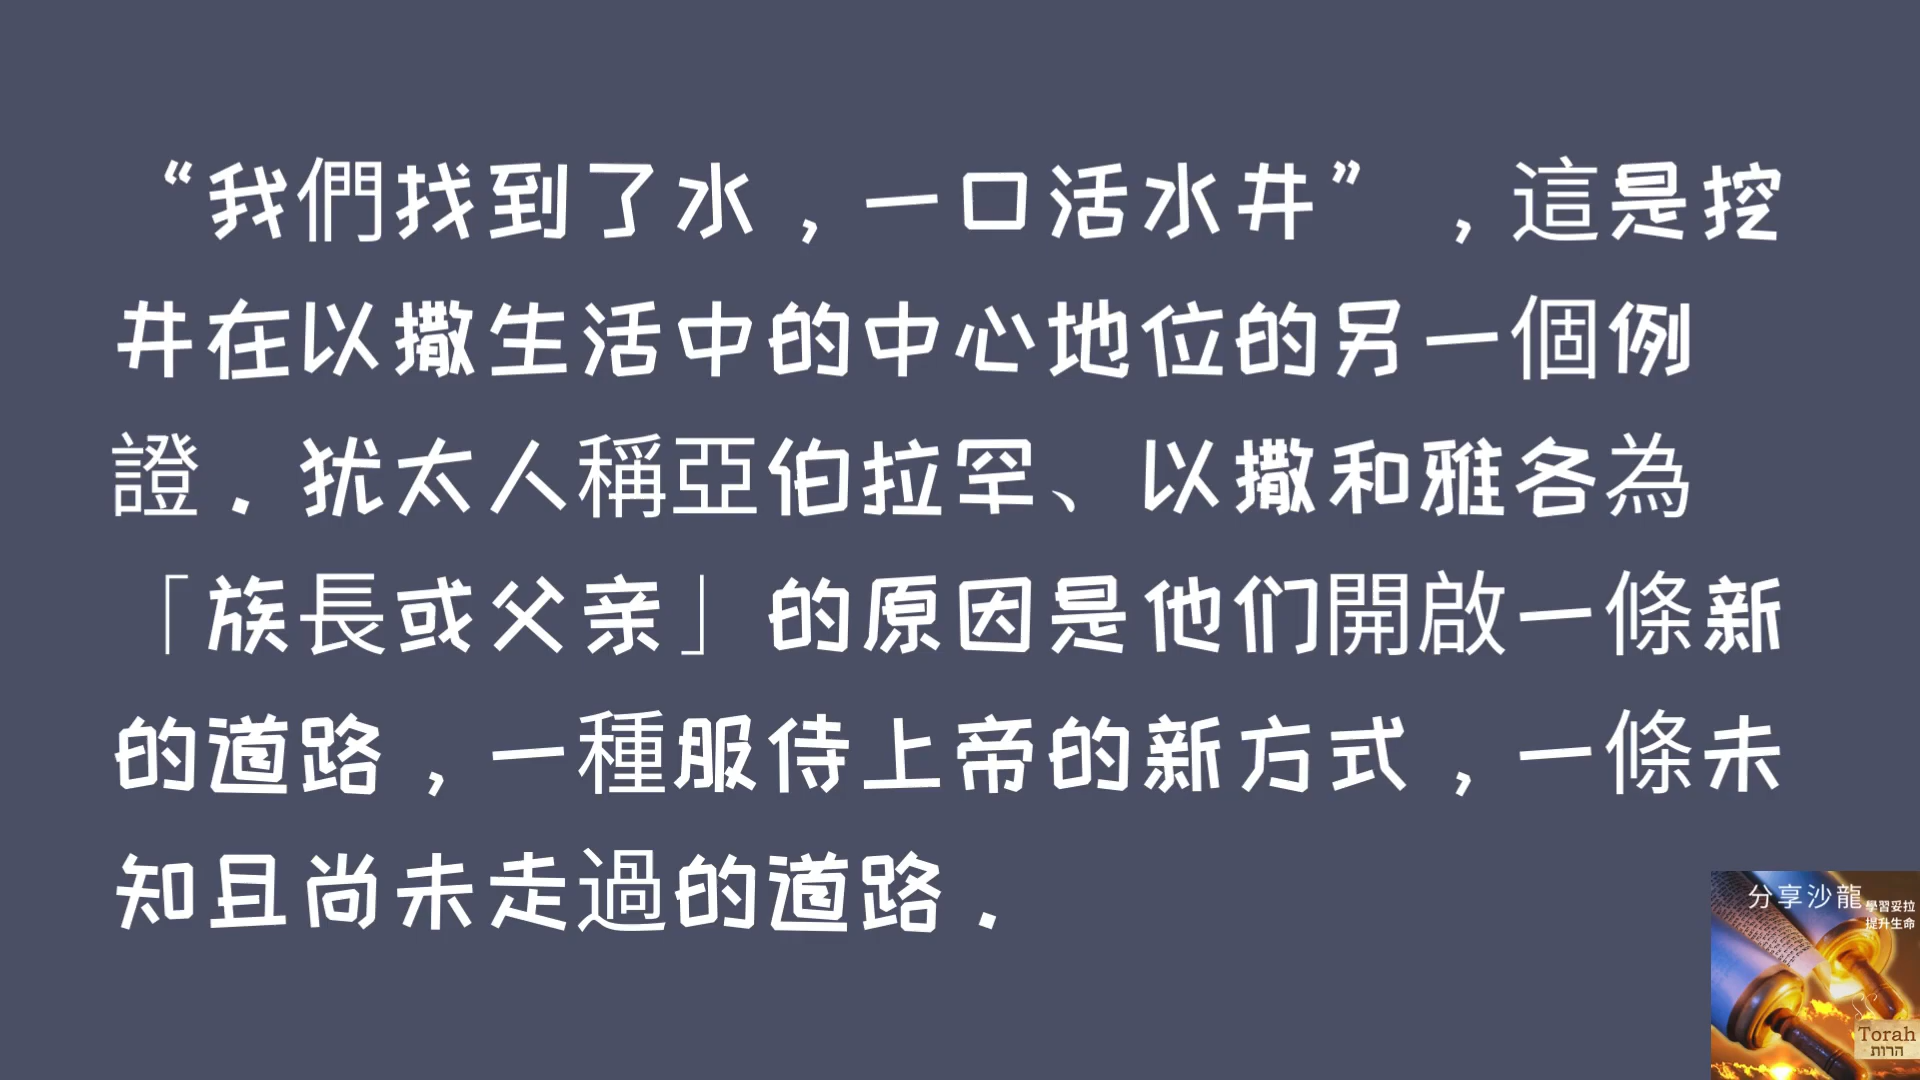 “我們找到了水，一口活水井”，這是挖
井在以撒生活中的中心地位的另一個例
證．犹太人稱亞伯拉罕、以撒和雅各為
「族長或父亲」的原因是他们開啟一條新
的道路，一種服侍上帝的新方式，一條未
知且尚未走過的道路．
分享沙龍
學習妥拉
提升生命
Torah
הרות